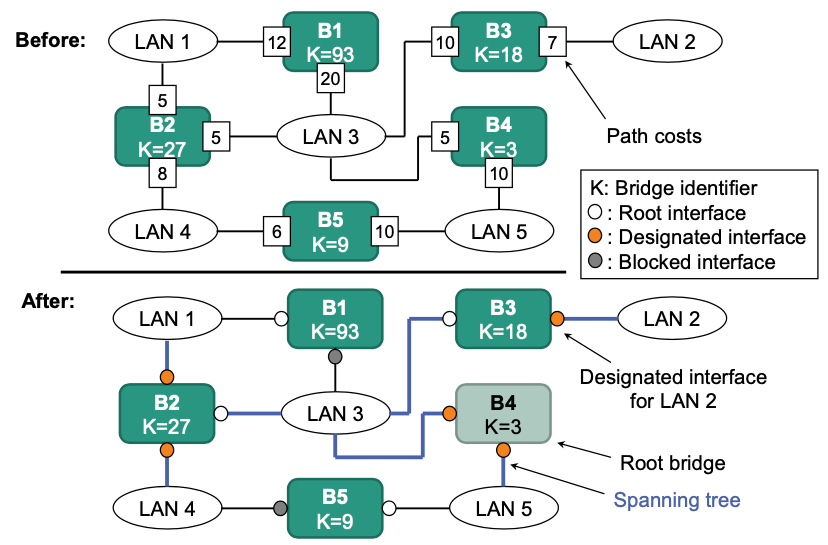 Before:
LAN 1
12
B1
K=93
20
10
B3
K=18
7
LAN 2
5
B2
K=27
5
8
LAN 3
5
B4
K=3
10
Path costs
LAN 4
6
B5
K=9
10
LAN 5
K: Bridge identifier
: Root interface
: Designated interface
: Blocked interface
After:
LAN 1
B1
K=93
B3
K=18
LAN 2
Designated interface
for LAN 2
B2
K=27
LAN 3
B4
K=3
Root bridge
Spanning tree
LAN 4
B5
K=9
LAN 5